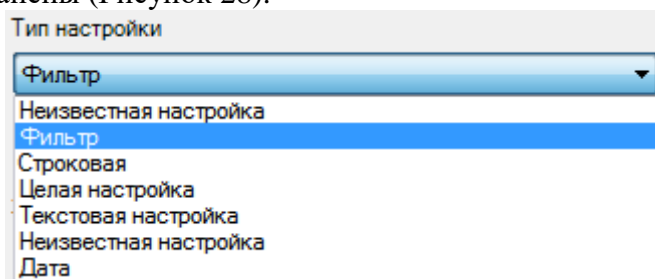 (Рисунок 28).
Тип настройки
Фильтр
Неизвестная настройка
Фильтр
Строковая
Целая настройка
Текстовая настройка
Неизвестная настройка
Дата